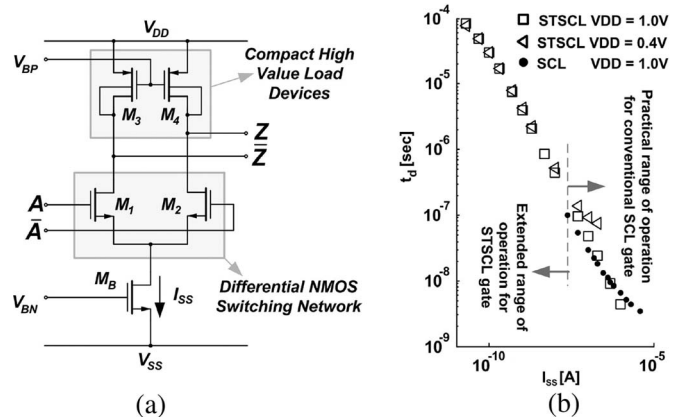 V_DD
V_BP
Compact High
Value Load
Devices
M_3
M_4
Z
Z̅
A
A̅
M_1
M_2
M_B
I_SS
V_BN
Differential NMOS
Switching Network
V_SS
(a)
STSCL VDD = 1.0V
STSCL VDD = 0.4V
SCL VDD = 1.0V
10^-4
10^-5
10^-6
10^-7
10^-8
10^-9
t_d [sec]
Practical range of operation
for conventional SCL gate
Extended range of
operation for
STSCL gate
10^-10
10^-5
I_SS [A]
(b)